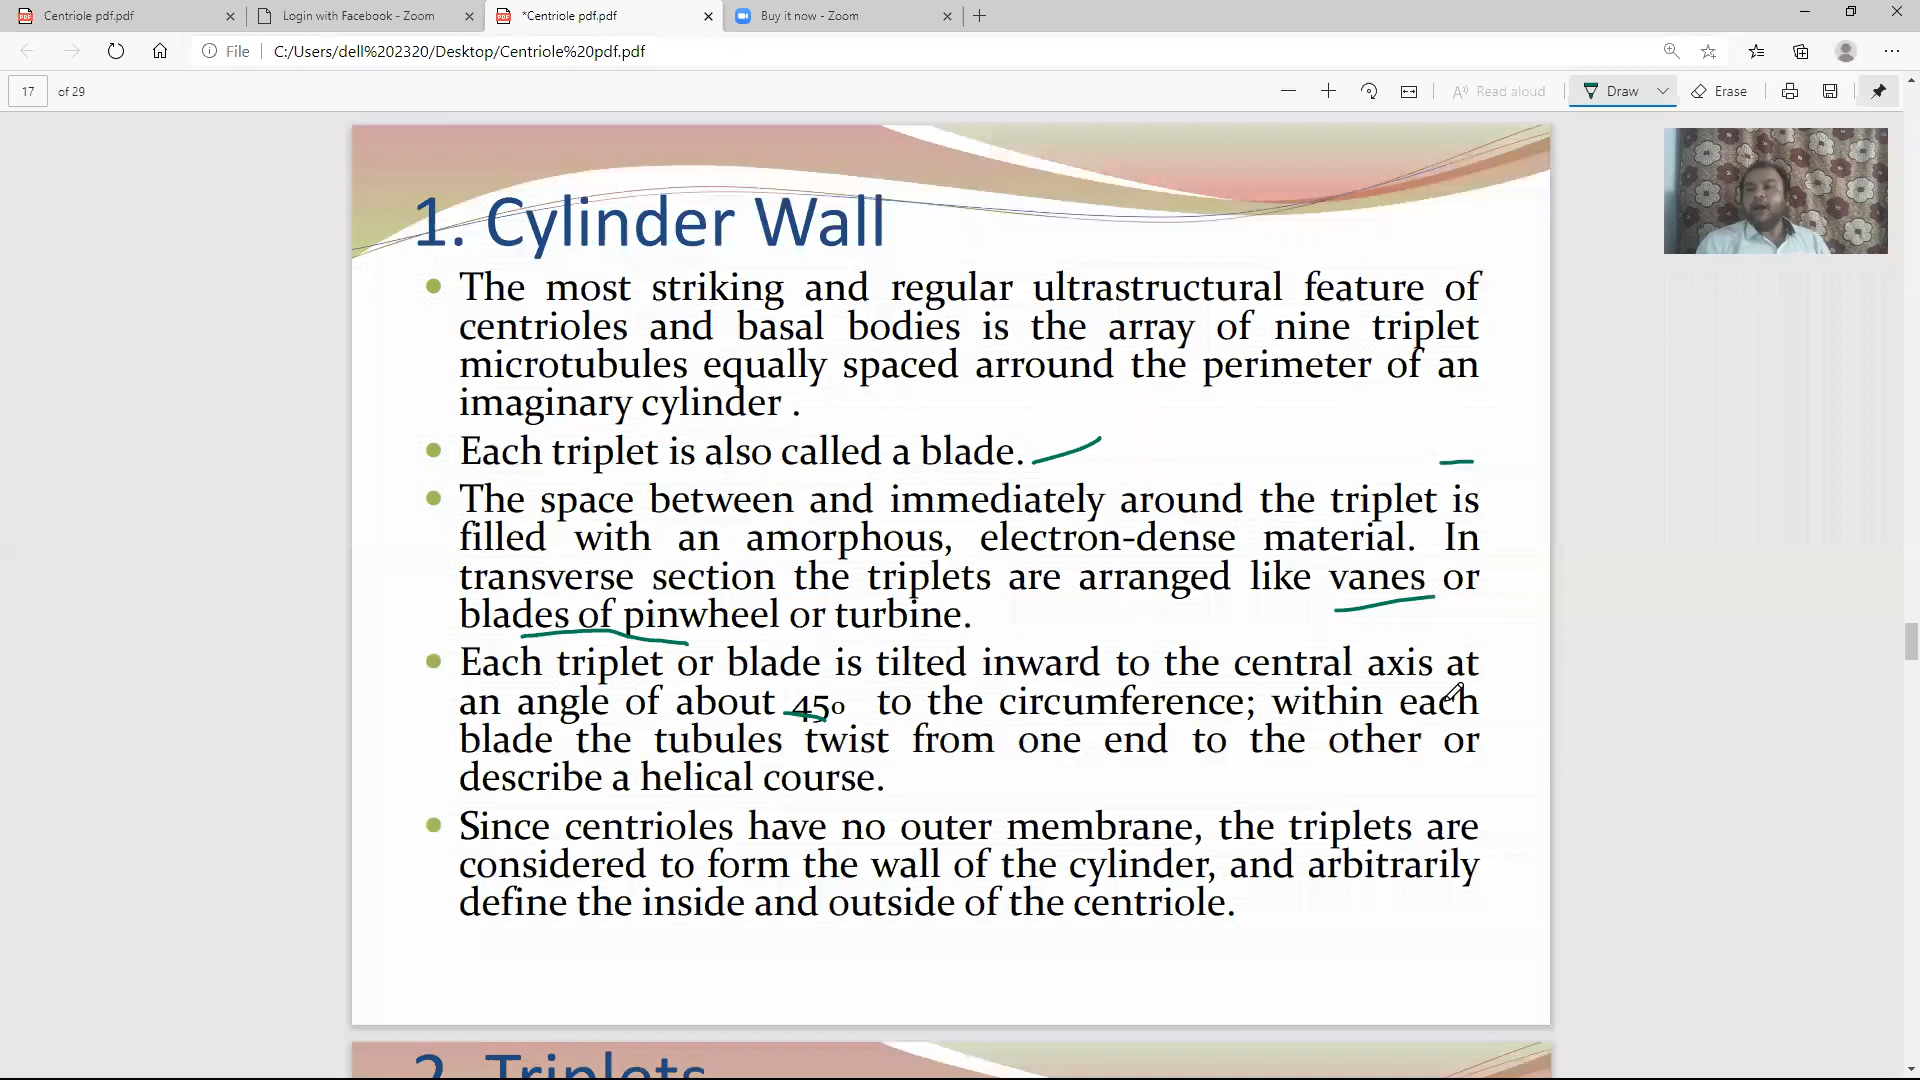 Centriole pdf.pdf
Login with Facebook - Zoom
*Centriole pdf.pdf
Buy it now - Zoom
File C:/Users/dell%202320/Desktop/Centriole%20pdf.pdf
17 of 29
Read aloud
Draw
Erase
1. Cylinder Wall
The most striking and regular ultrastructural feature of
centrioles and basal bodies is the array of nine triplet
microtubules equally spaced arround the perimeter of an
imaginary cylinder .
Each triplet is also called a blade.
The space between and immediately around the triplet is
filled with an amorphous, electron-dense material. In
transverse section the triplets are arranged like vanes or
blades of pinwheel or turbine.
Each triplet or blade is tilted inward to the central axis at
an angle of about 45o to the circumference; within each
blade the tubules twist from one end to the other or
describe a helical course.
Since centrioles have no outer membrane, the triplets are
considered to form the wall of the cylinder, and arbitrarily
define the inside and outside of the centriole.
2. Triplets